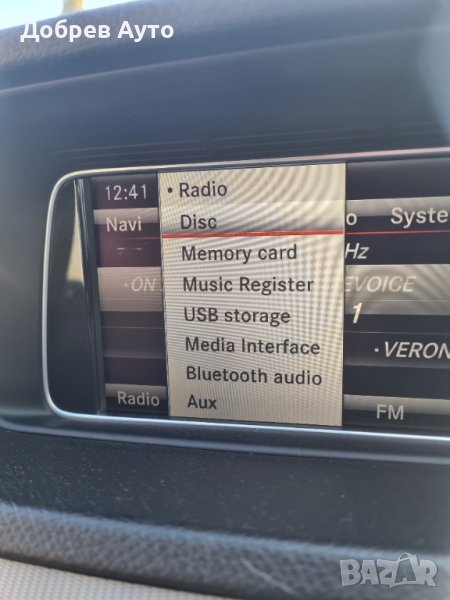 Добрев Ауто
12:41
• Radio
Navi
Disc
o
Syste
Memory card
Hz
• ON
Music Register
EVOICE
USB storage
1
Media Interface
• VERON
Bluetooth audio
Radio
Aux
FM
BAZAR